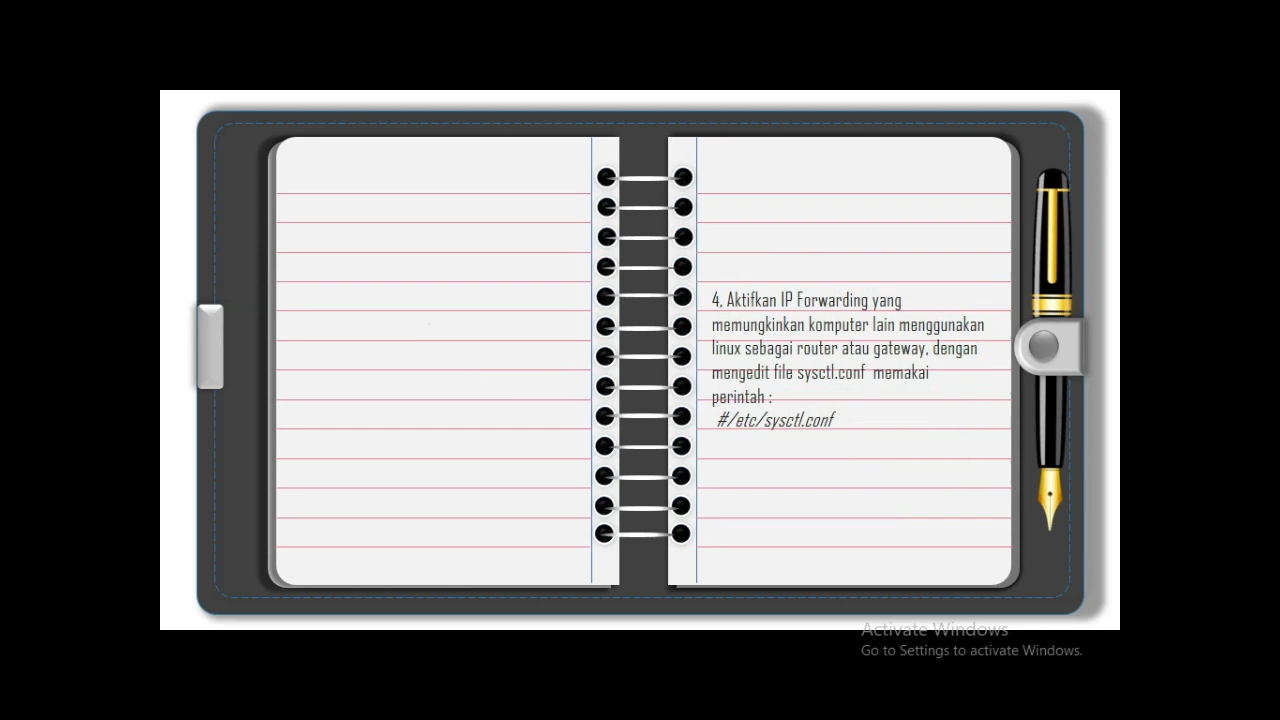 4. Aktifkan IP Forwarding yang
memungkinkan komputer lain menggunakan
linux sebagai router atau gateway, dengan
mengedit file sysctl.conf memakai
perintah :
#/etc/sysctl.conf
Activate Windows
Go to Settings to activate Windows.